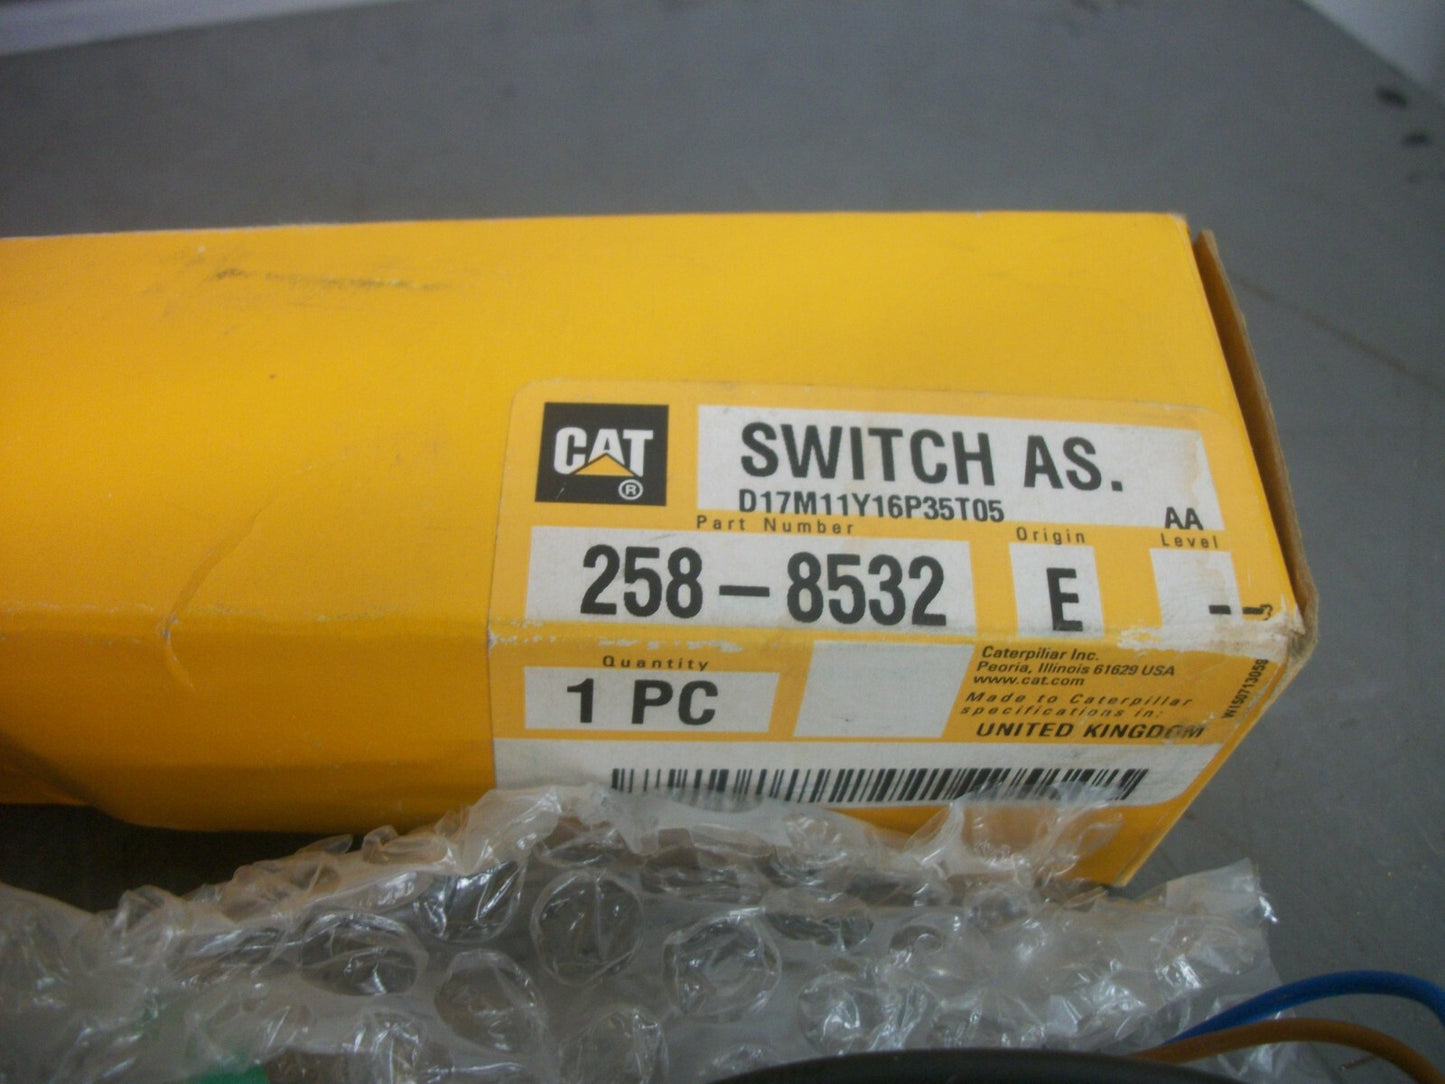 CAT
®
SWITCH AS.
D17M11Y16P35T05
AA
Part Number
Origin
Level
258-8532
E
--
Quantity
1 PC
Caterpillar Inc.
Peoria, Illinois 61629 USA
www.cat.com
Made to Caterpillar
specifications in:
UNITED KINGDOM
W150713058